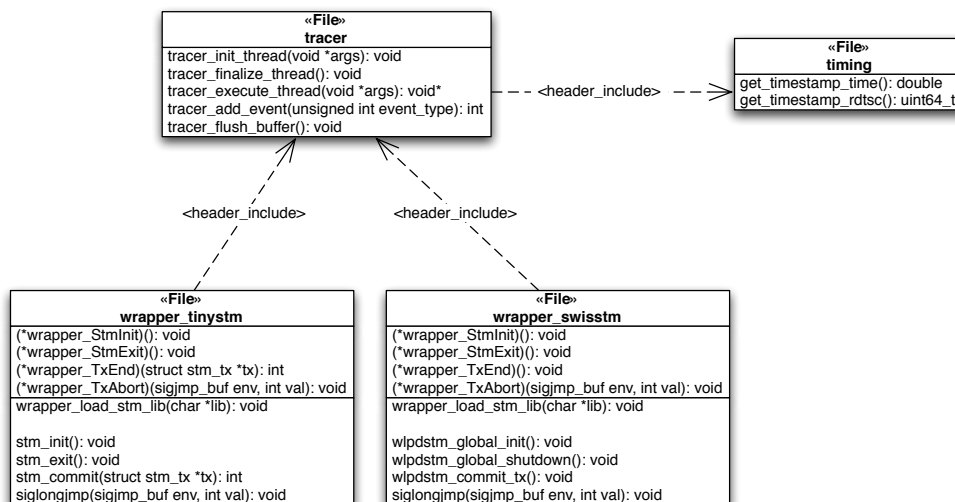 «File»
tracer
tracer_init_thread(void *args): void
tracer_finalize_thread(): void
tracer_execute_thread(void *args): void*
tracer_add_event(unsigned int event_type): int
tracer_flush_buffer(): void
<header_include>
«File»
timing
get_timestamp_time(): double
get_timestamp_rdtsc(): uint64_t
<header_include>
<header_include>
«File»
wrapper_tinystm
(*wrapper_StmInit)(): void
(*wrapper_StmExit)(): void
(*wrapper_TxEnd)(struct stm_tx *tx): int
(*wrapper_TxAbort)(sigjmp_buf env, int val): void
wrapper_load_stm_lib(char *lib): void
stm_init(): void
stm_exit(): void
stm_commit(struct stm_tx *tx): int
siglongjmp(sigjmp_buf env, int val): void
«File»
wrapper_swisstm
(*wrapper_StmInit)(): void
(*wrapper_StmExit)(): void
(*wrapper_TxEnd)(): void
(*wrapper_TxAbort)(sigjmp_buf env, int val): void
wrapper_load_stm_lib(char *lib): void
wlpdstm_global_init(): void
wlpdstm_global_shutdown(): void
wlpdstm_commit_tx(): void
siglongjmp(sigjmp_buf env, int val): void